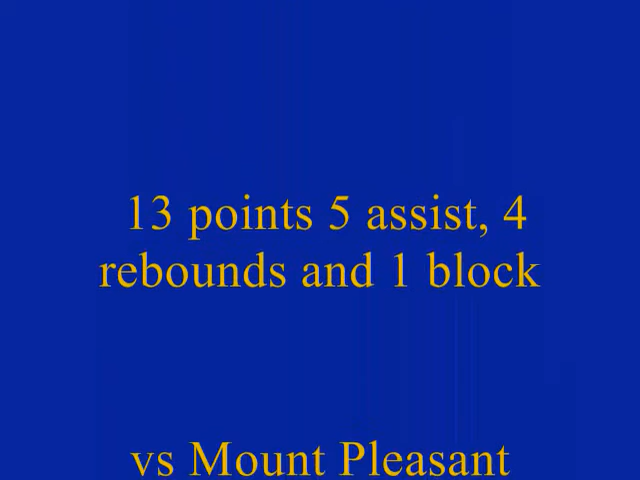 13 points 5 assist, 4
rebounds and 1 block
vs Mount Pleasant